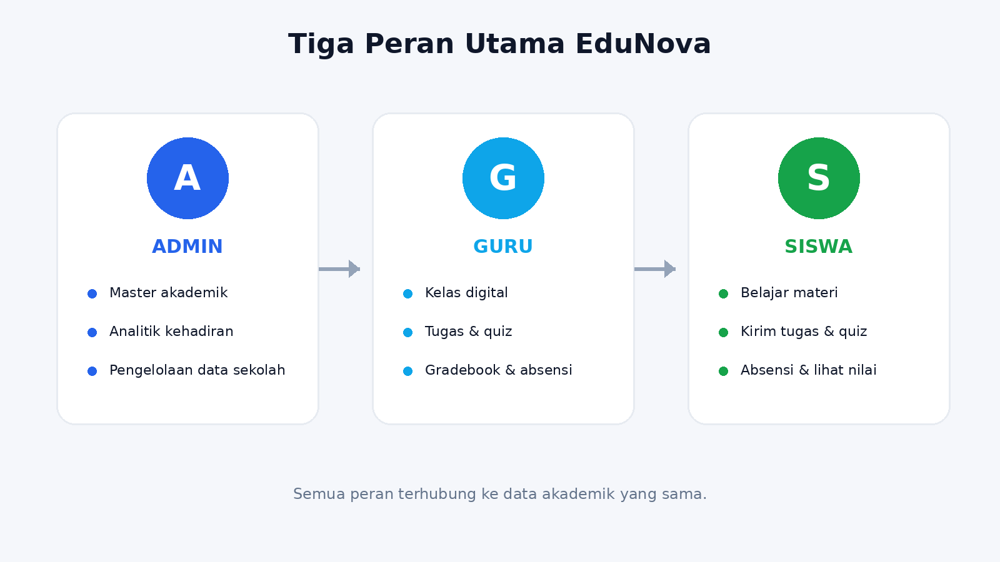 Tiga Peran Utama EduNova
A
ADMIN
Master akademik
Analitik kehadiran
Pengelolaan data sekolah
G
GURU
Kelas digital
Tugas & quiz
Gradebook & absensi
S
SISWA
Belajar materi
Kirim tugas & quiz
Absensi & lihat nilai
Semua peran terhubung ke data akademik yang sama.